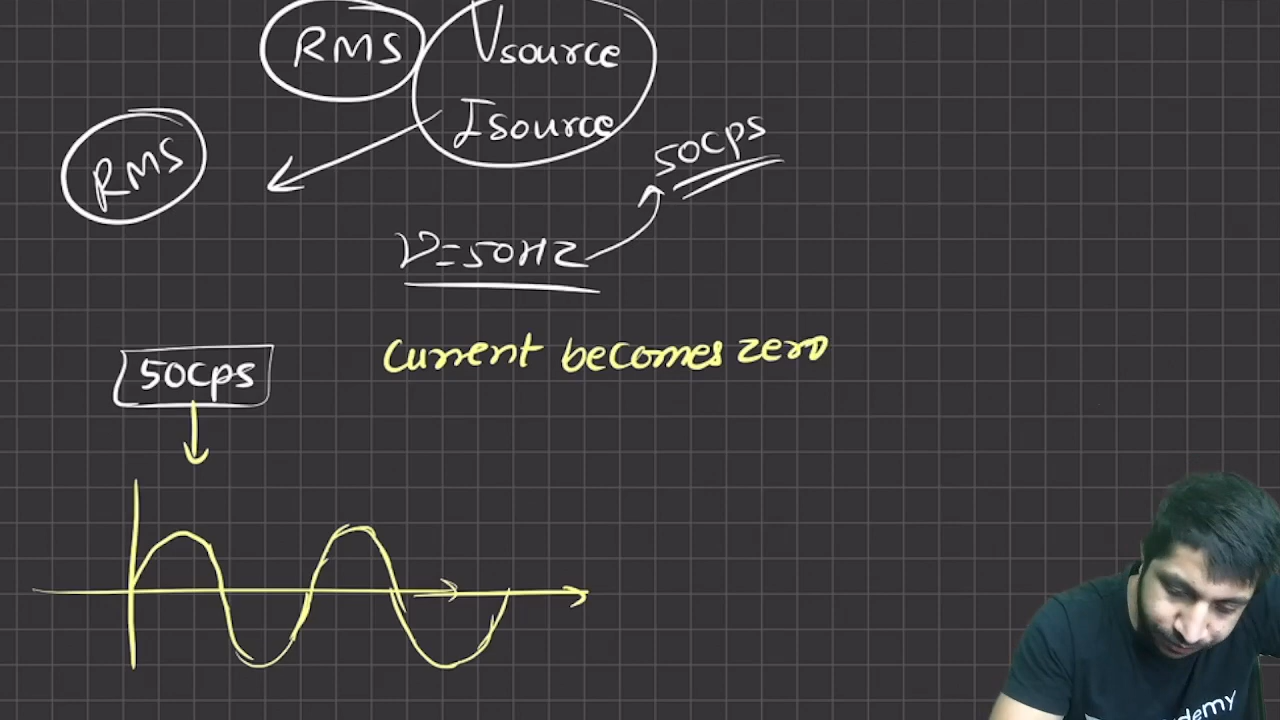 RMS Vsource
Isource
RMS
50cps
ν=50HZ
50cps
Current becomes zero